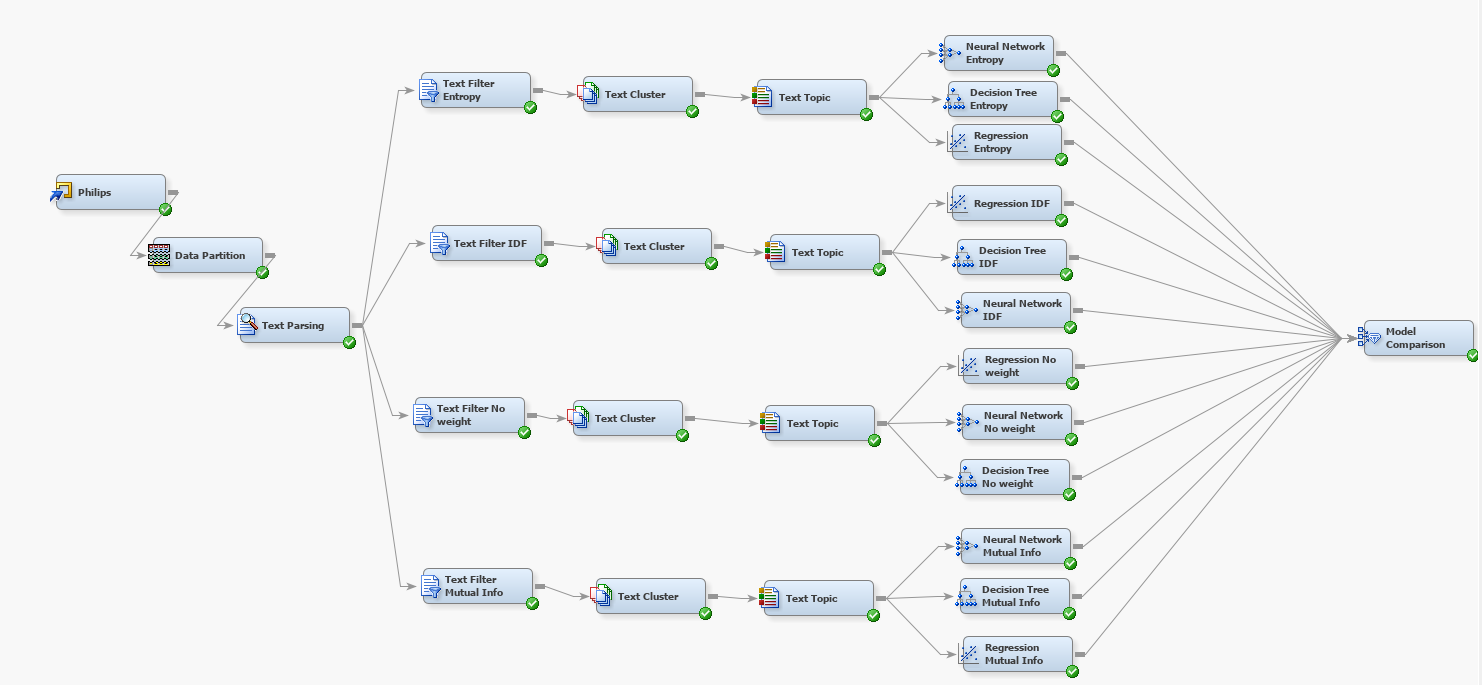 Philips
Data Partition
Text Parsing
Text Filter
Entropy
Text Cluster
Text Topic
Neural Network
Entropy
Decision Tree
Entropy
Regression
Entropy
Text Filter IDF
Text Cluster
Text Topic
Regression IDF
Decision Tree
IDF
Neural Network
IDF
Text Filter No
weight
Text Cluster
Text Topic
Regression No
weight
Neural Network
No weight
Decision Tree
No weight
Text Filter
Mutual Info
Text Cluster
Text Topic
Neural Network
Mutual Info
Decision Tree
Mutual Info
Regression
Mutual Info
Model
Comparison